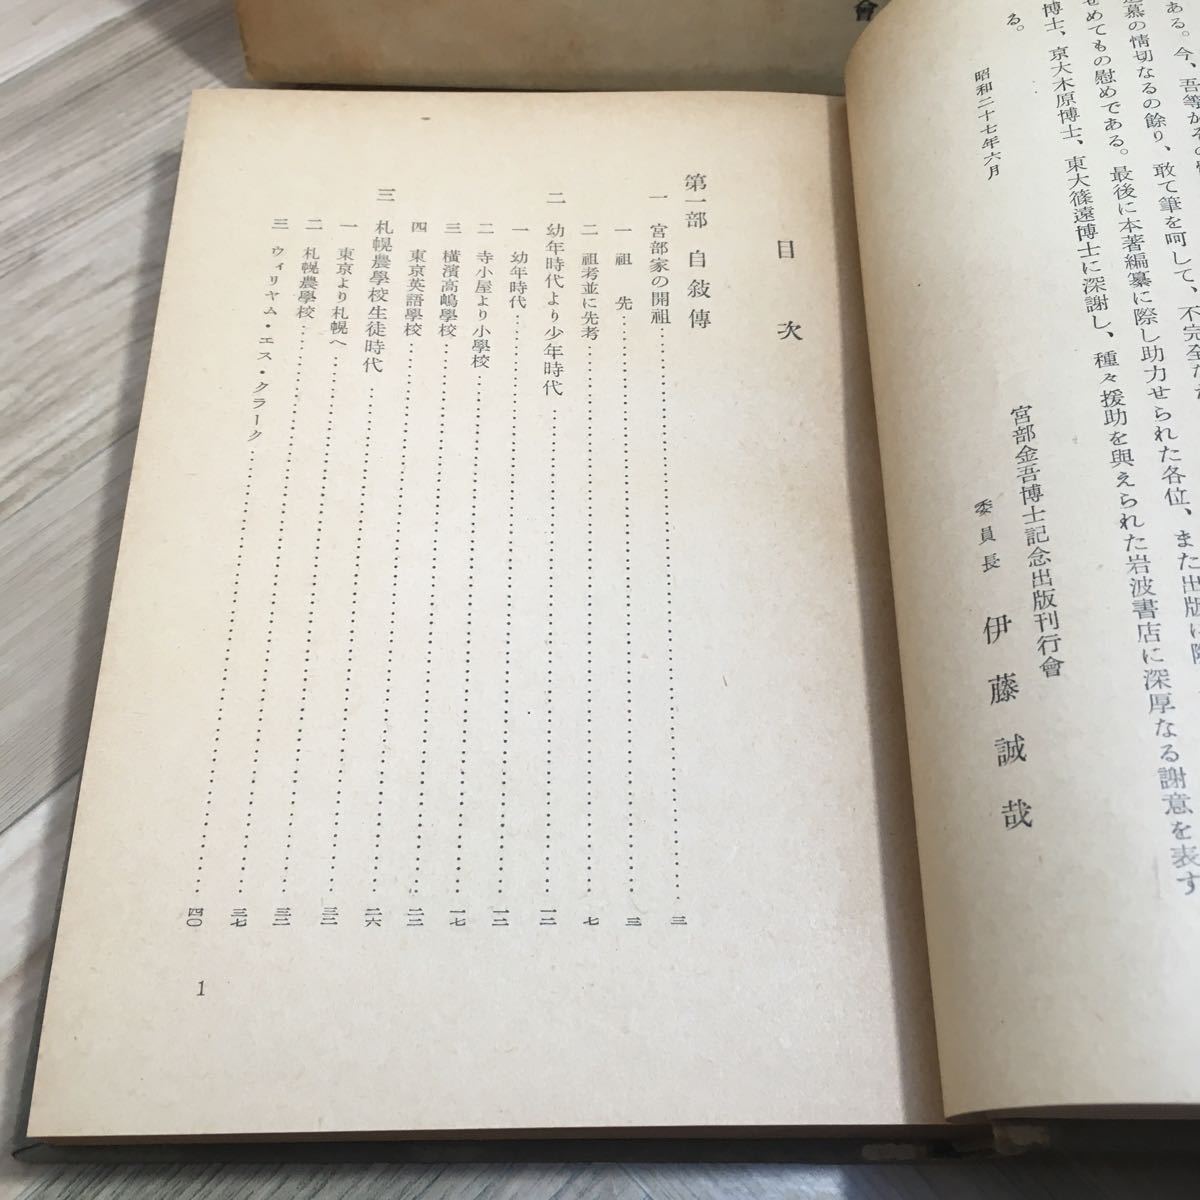 ある。今、吾等がその
慕の情切なるの餘り、敢て筆を呵して、不完全な
せめてもの慰めである。最後に本著編纂に際し助力せられた各位、また出版に際
博士、京大木原博士、東大篠遠博士に深謝し、種々援助を與えられた岩波書店に深厚なる謝意を表す
る。
昭和二十七年六月
宮部金吾博士記念出版刊行會
委員長 伊藤誠哉
會
目次
第一部 自敍傳
一 宮部家の開祖 三
一 祖先 三
二 祖考並に先考 七
二 幼年時代より少年時代 一二
一 幼年時代 一二
二 寺小屋より小學校 一七
三 橫濱高嶋學校 二二
四 東京英語學校 二六
三 札幌農學校生徒時代 三二
一 東京より札幌へ 三二
二 札幌農學校 三七
三 ウィリヤム・エス・クラーク 四〇
1